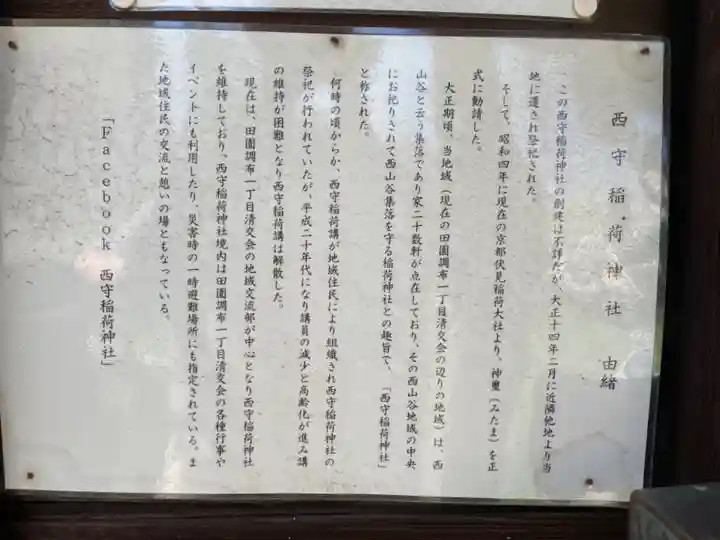 西守稲荷神社 由緒
この西守稲荷神社の創建は不詳だが、大正十四年二月に近隣他地より当
地に遷され祭祀された。
そして、昭和四年に現在の京都伏見稲荷大社より、神璽(みたま)を正
式に勧請した。
大正期頃、当地域(現在の田園調布一丁目清交会の辺りの地域)は、西
山谷と云う集落であり家二十数軒が点在しており、その西山谷地域の中央
にお祀りされて西山谷集落を守る稲荷神社との趣旨で、「西守稲荷神社」
と称された。
何時の頃からか、西守稲荷講が地域住民により組織され西守稲荷神社の
祭祀が行われていたが、平成二十年代になり講員の減少と高齢化が進み講
の維持が困難となり西守稲荷講は解散した。
現在は、田園調布一丁目清交会の地域交流部が中心となり西守稲荷神社
を維持しており、西守稲荷神社境内は田園調布一丁目清交会の各種行事や
イベントにも利用したり、災害時の一時避難場所にも指定されている。ま
た地域住民の交流と憩いの場ともなっている。
「Facebook 西守稲荷神社」